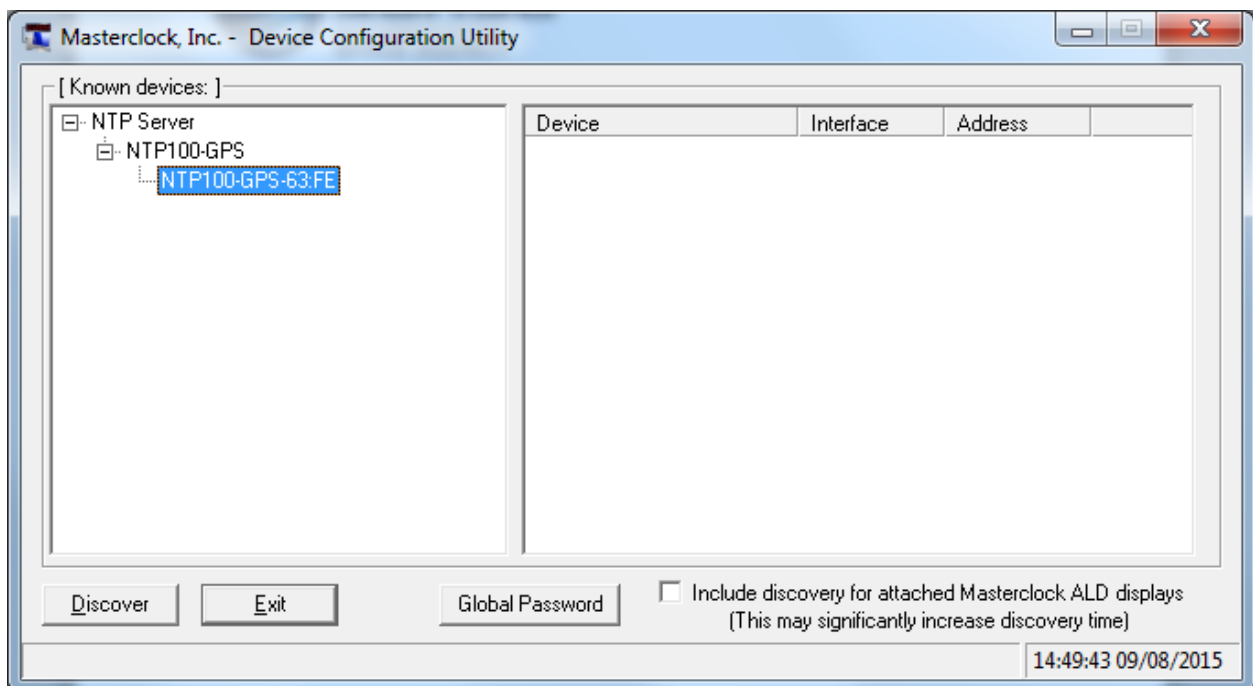 Masterclock, Inc. - Device Configuration Utility
[ Known devices: ]
NTP Server
NTP100-GPS
NTP100-GPS-63:FE
Device Interface Address
Discover Exit Global Password
Include discovery for attached Masterclock ALD displays
(This may significantly increase discovery time)
14:49:43 09/08/2015